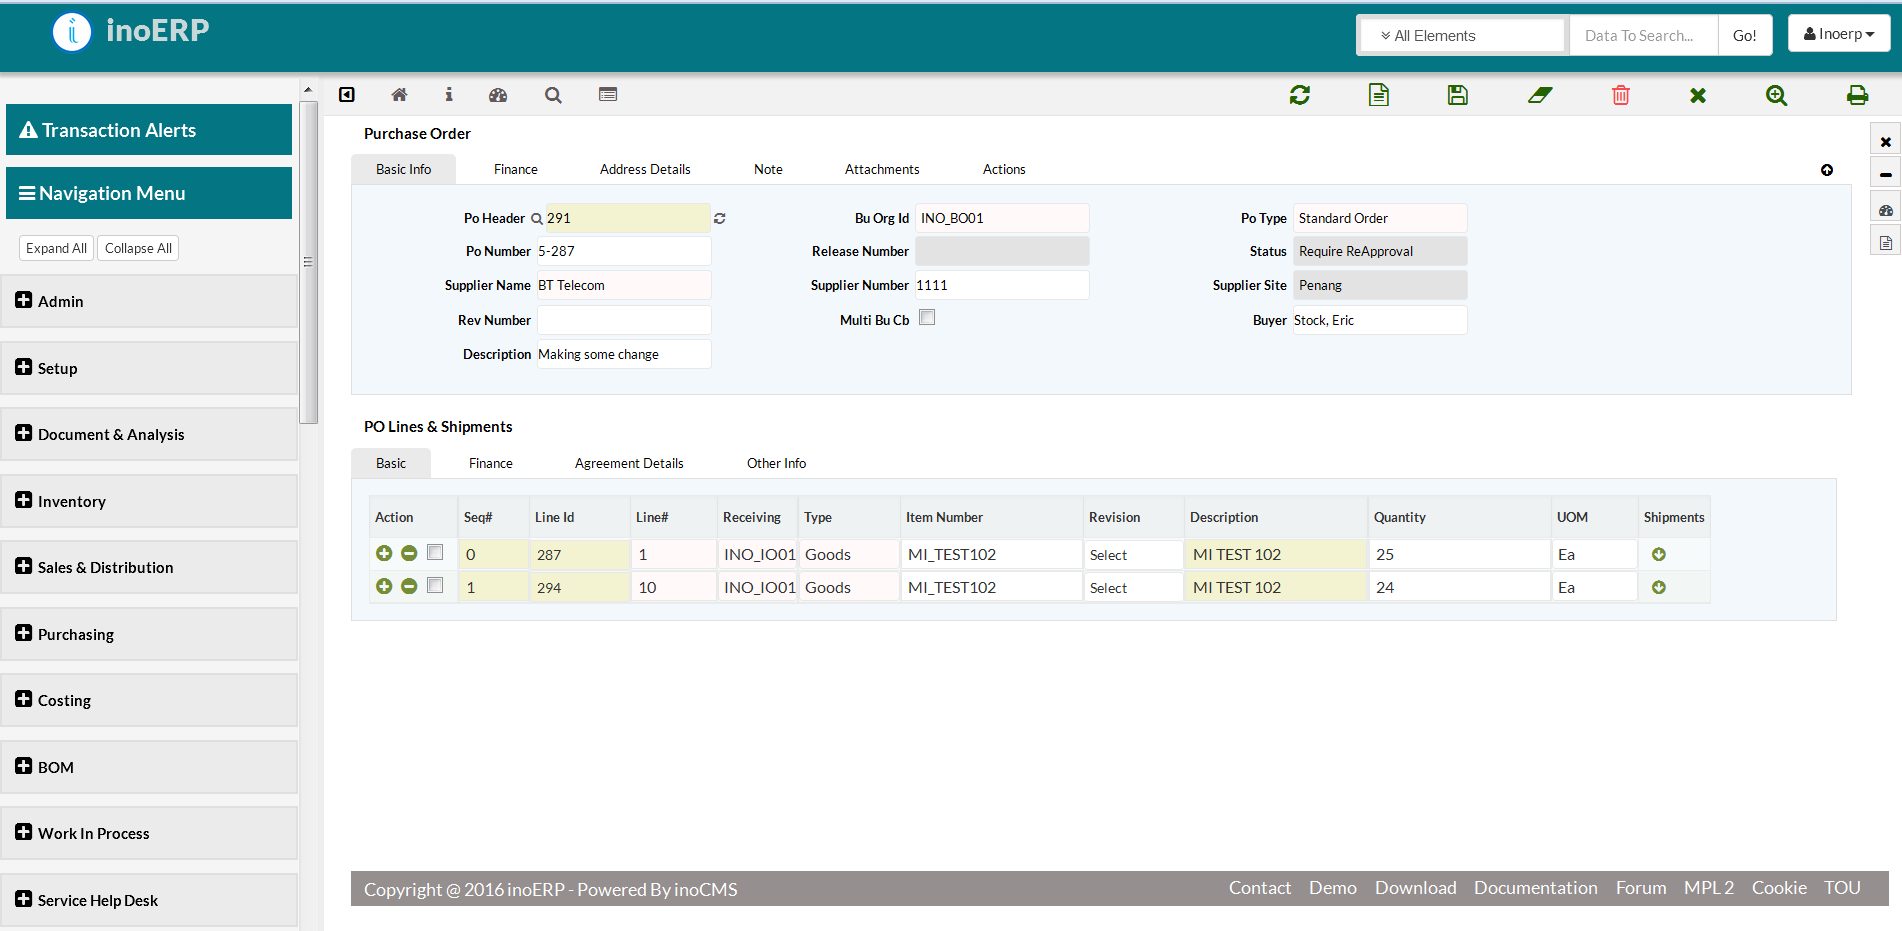 inoERP
All Elements
Data To Search...
Go!
Inoerp
Transaction Alerts
Navigation Menu
Expand All
Collapse All
Admin
Setup
Document & Analysis
Inventory
Sales & Distribution
Purchasing
Costing
BOM
Work In Process
Service Help Desk
Purchase Order
Basic Info Finance Address Details Note Attachments Actions
Po Header 291 Bu Org Id INO_BO01 Po Type Standard Order
Po Number 5-287 Release Number Status Require ReApproval
Supplier Name BT Telecom Supplier Number 1111 Supplier Site Penang
Rev Number Multi Bu Cb Buyer Stock, Eric
Description Making some change
PO Lines & Shipments
Basic Finance Agreement Details Other Info
Action Seq# Line Id Line# Receiving Type Item Number Revision Description Quantity UOM Shipments
0 287 1 INO_IO01 Goods MI_TEST102 Select MI TEST 102 25 Ea
1 294 10 INO_IO01 Goods MI_TEST102 Select MI TEST 102 24 Ea
Copyright @ 2016 inoERP - Powered By inoCMS
Contact Demo Download Documentation Forum MPL 2 Cookie TOU